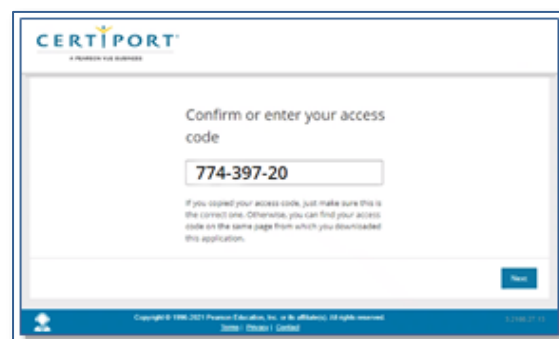 CERTIPORT
A PEARSON VUE BUSINESS
Confirm or enter your access
code
774-397-20
If you copied your access code, just make sure this is
the correct one. Otherwise, you can find your access
code on the same page from which you downloaded
this application.
Next
Copyright © 1996-2021 Pearson Education, Inc. or its affiliate(s). All rights reserved.
Terms | Privacy | Contact